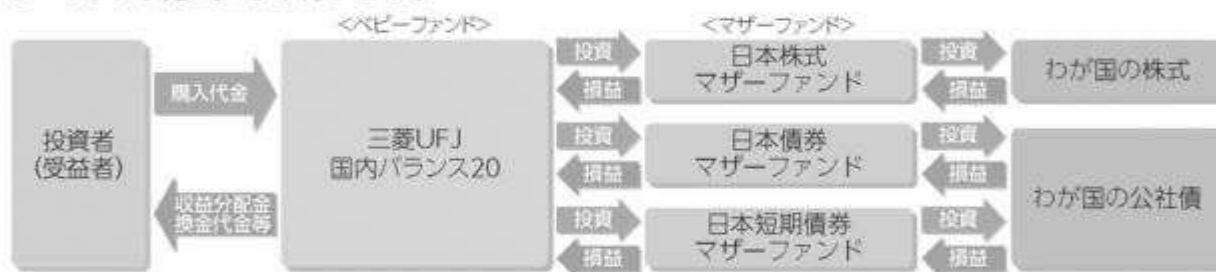 <ベビーファンド>
<マザーファンド>
投資者
(受益者)
購入代金
収益分配金
換金代金等
三菱UFJ
国内バランス20
投資
損益
日本株式
マザーファンド
投資
損益
わが国の株式
投資
損益
日本債券
マザーファンド
投資
損益
投資
損益
日本短期債券
マザーファンド
投資
損益
わが国の公社債